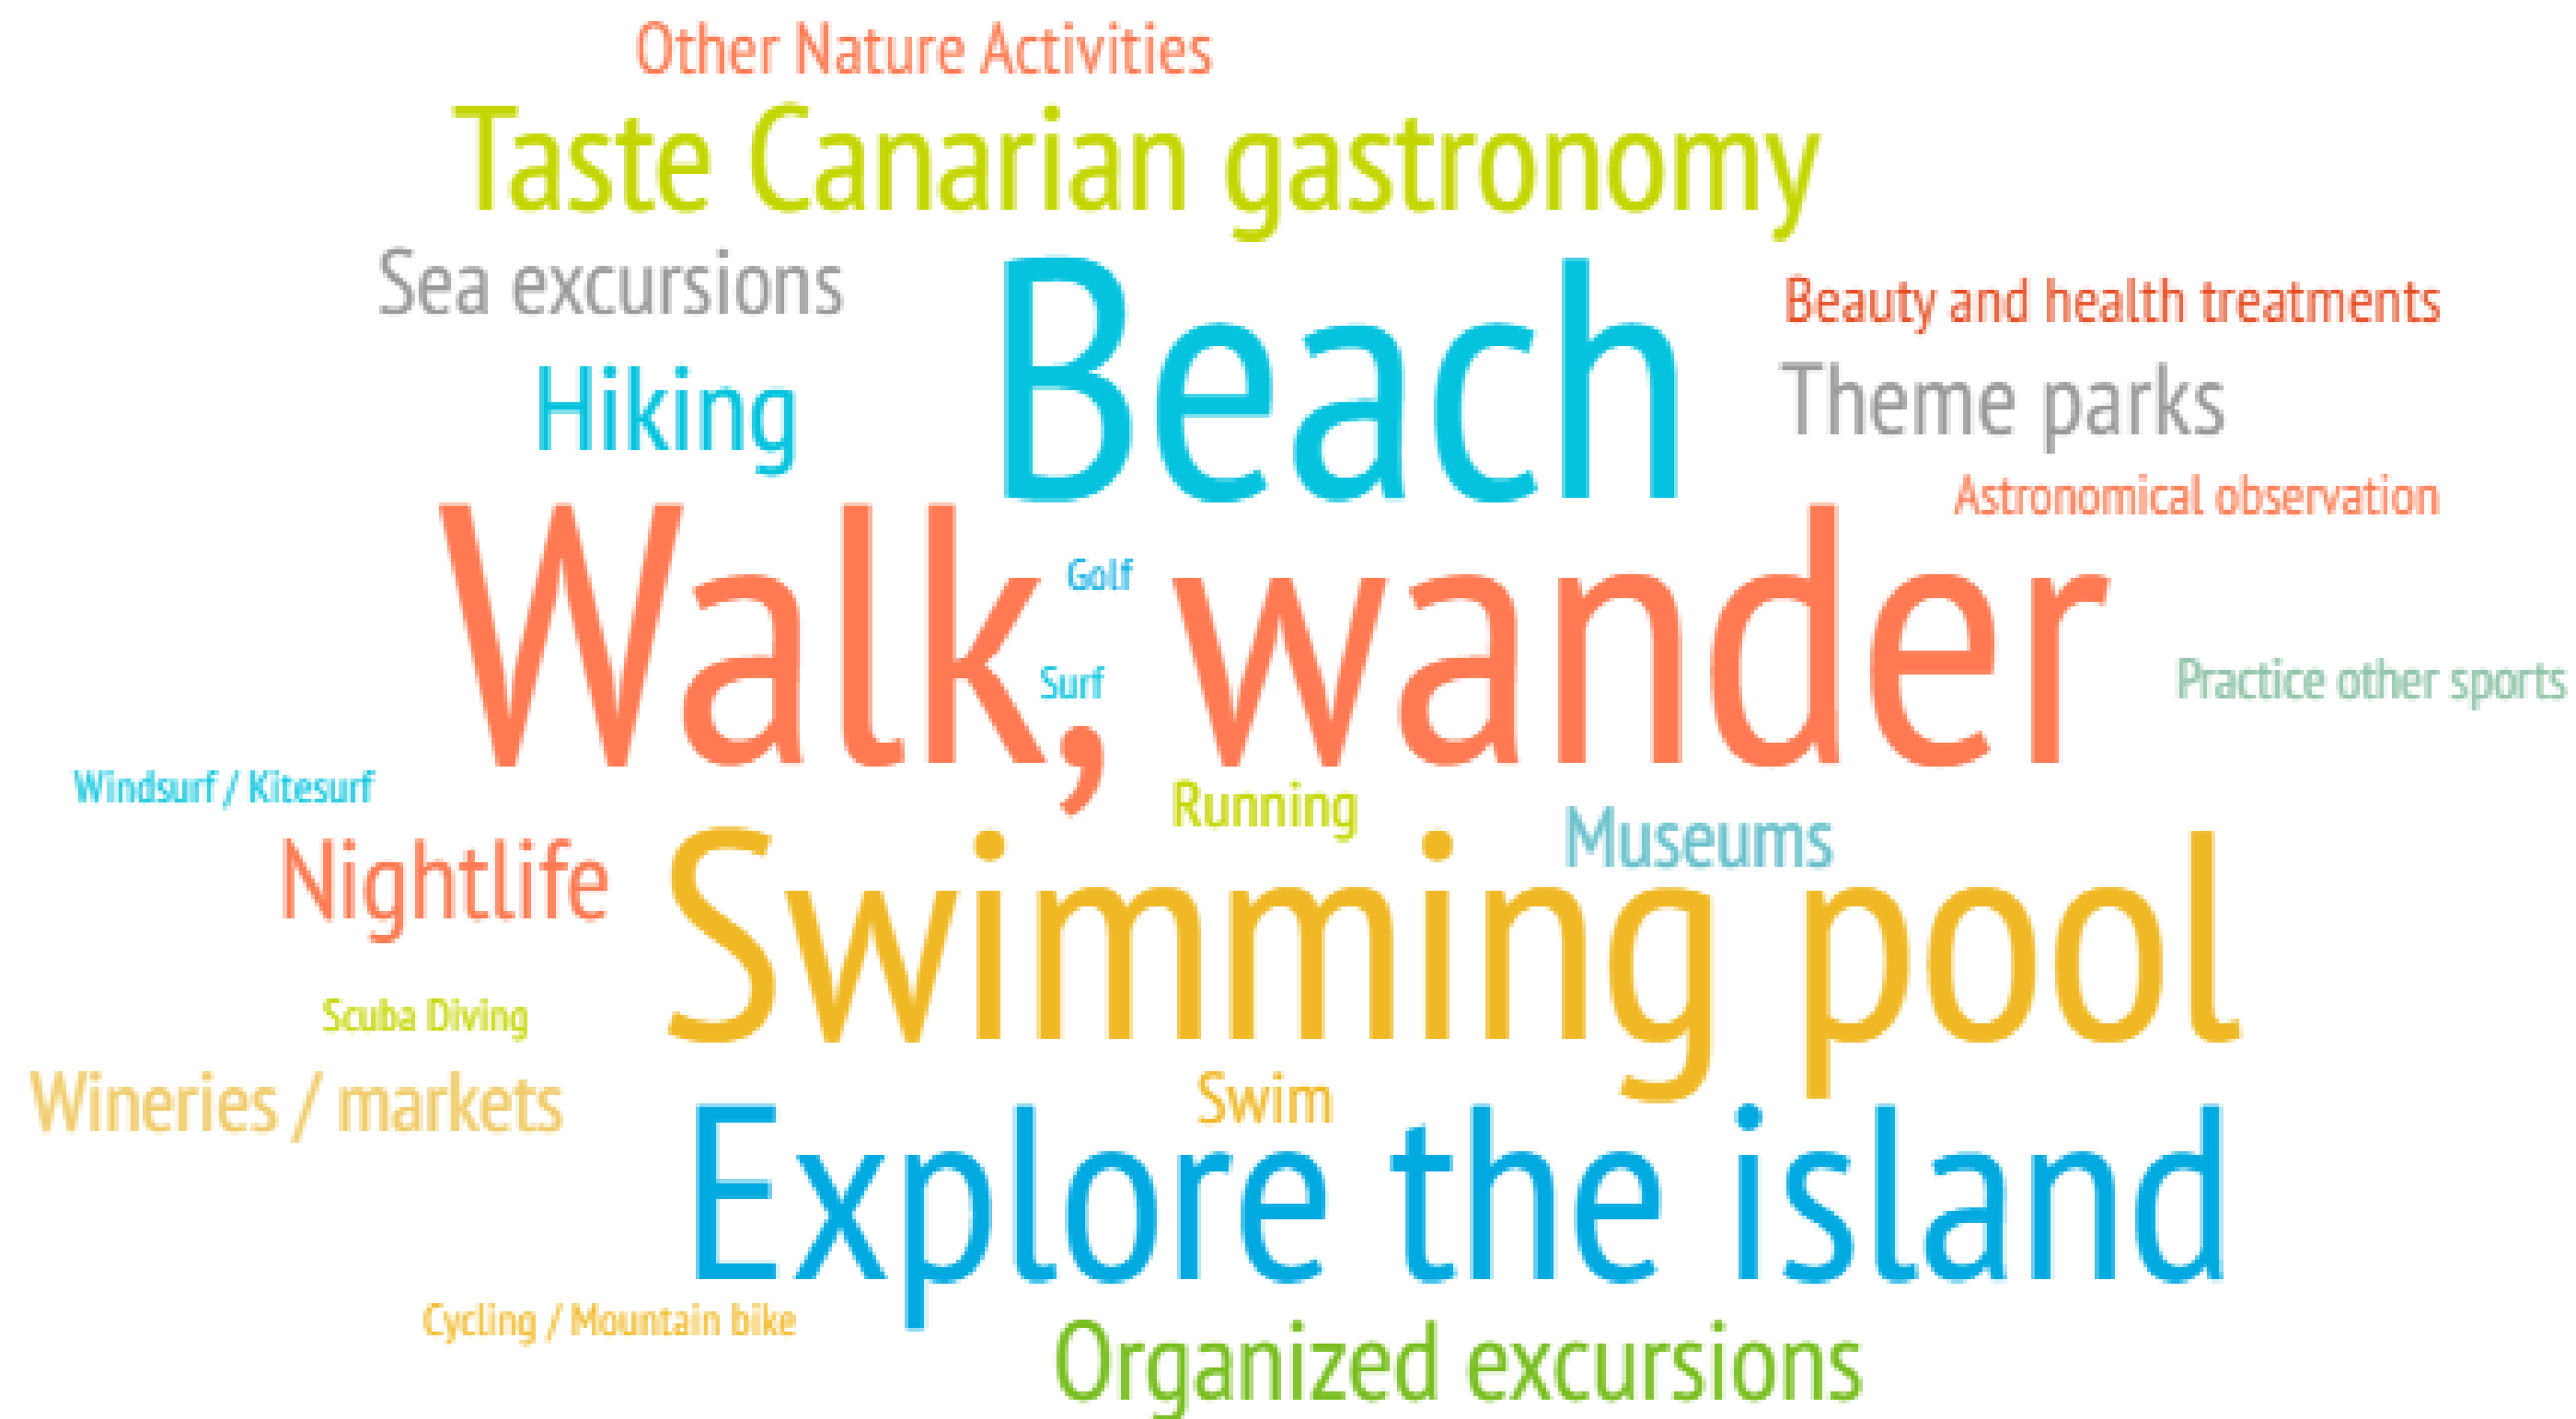 Other Nature Activities
Taste Canarian gastronomy
Sea excursions
Beach
Beauty and health treatments
Hiking
Theme parks
Astronomical observation
Walk, wander
Golf
Surf
Practice other sports
Windsurf / Kitesurf
Running
Museums
Nightlife
Swimming pool
Scuba Diving
Wineries / markets
Swim
Explore the island
Cycling / Mountain bike
Organized excursions